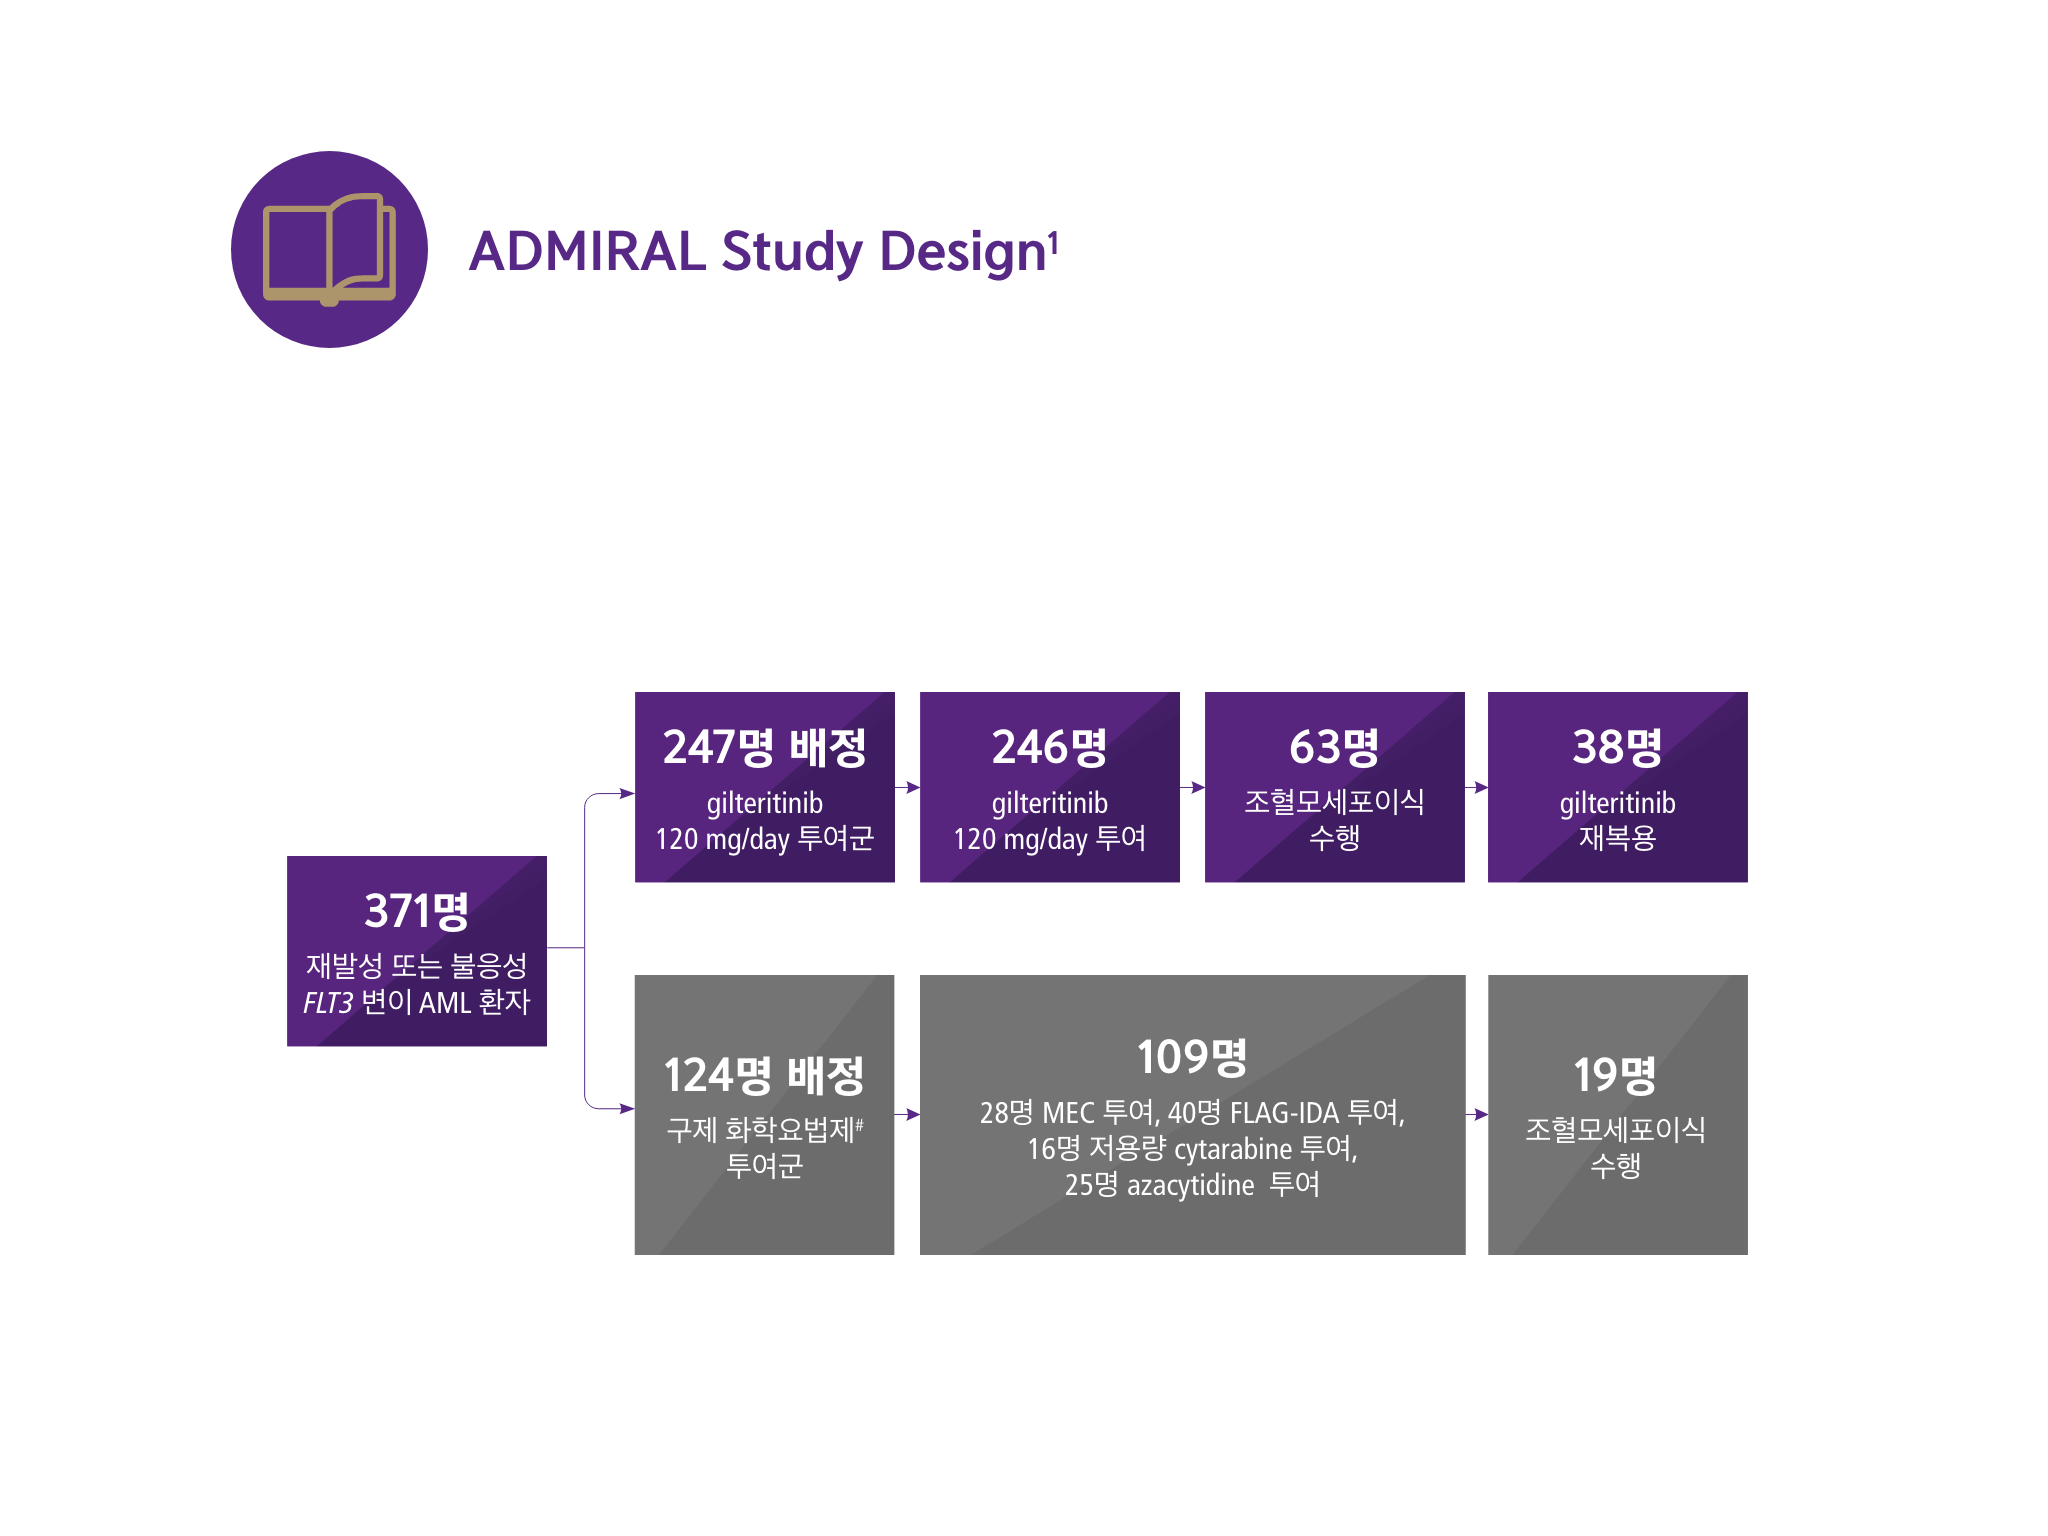 ADMIRAL Study Design¹
371명
재발성 또는 불응성
FLT3 변이 AML 환자
247명 배정
gilteritinib
120 mg/day 투여군
246명
gilteritinib
120 mg/day 투여
63명
조혈모세포이식
수행
38명
gilteritinib
재복용
124명 배정
구제 화학요법제#
투여군
109명
28명 MEC 투여, 40명 FLAG-IDA 투여,
16명 저용량 cytarabine 투여,
25명 azacytidine 투여
19명
조혈모세포이식
수행